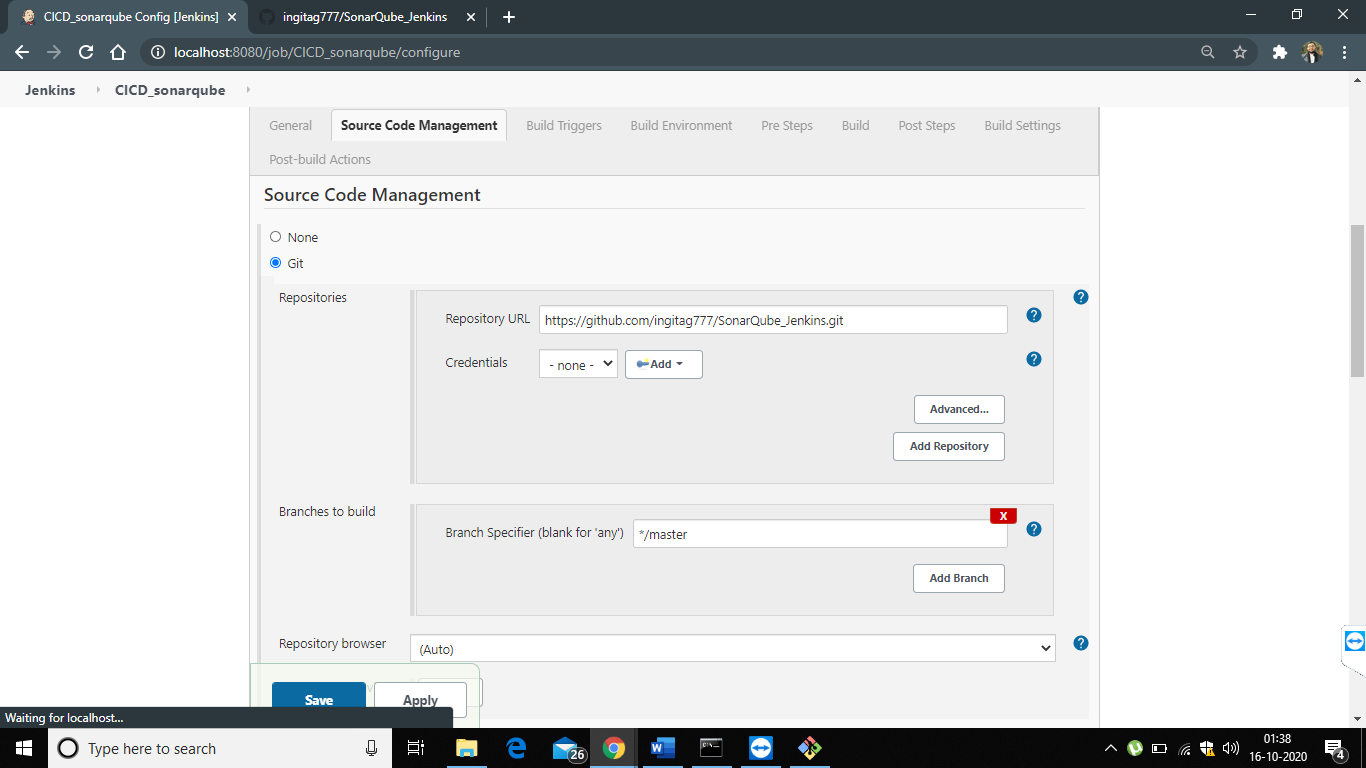 CICD_sonarqube Config [Jenkins]
ingitag777/SonarQube_Jenkins
localhost:8080/job/CICD_sonarqube/configure
Jenkins
CICD_sonarqube
General
Source Code Management
Build Triggers
Build Environment
Pre Steps
Build
Post Steps
Build Settings
Post-build Actions
Source Code Management
None
Git
Repositories
Repository URL
https://github.com/ingitag777/SonarQube_Jenkins.git
Credentials
- none -
Add
Advanced...
Add Repository
Branches to build
X
Branch Specifier (blank for 'any')
*/master
Add Branch
Repository browser
(Auto)
Save
Apply
Waiting for localhost...
Type here to search
26
01:38
16-10-2020
4